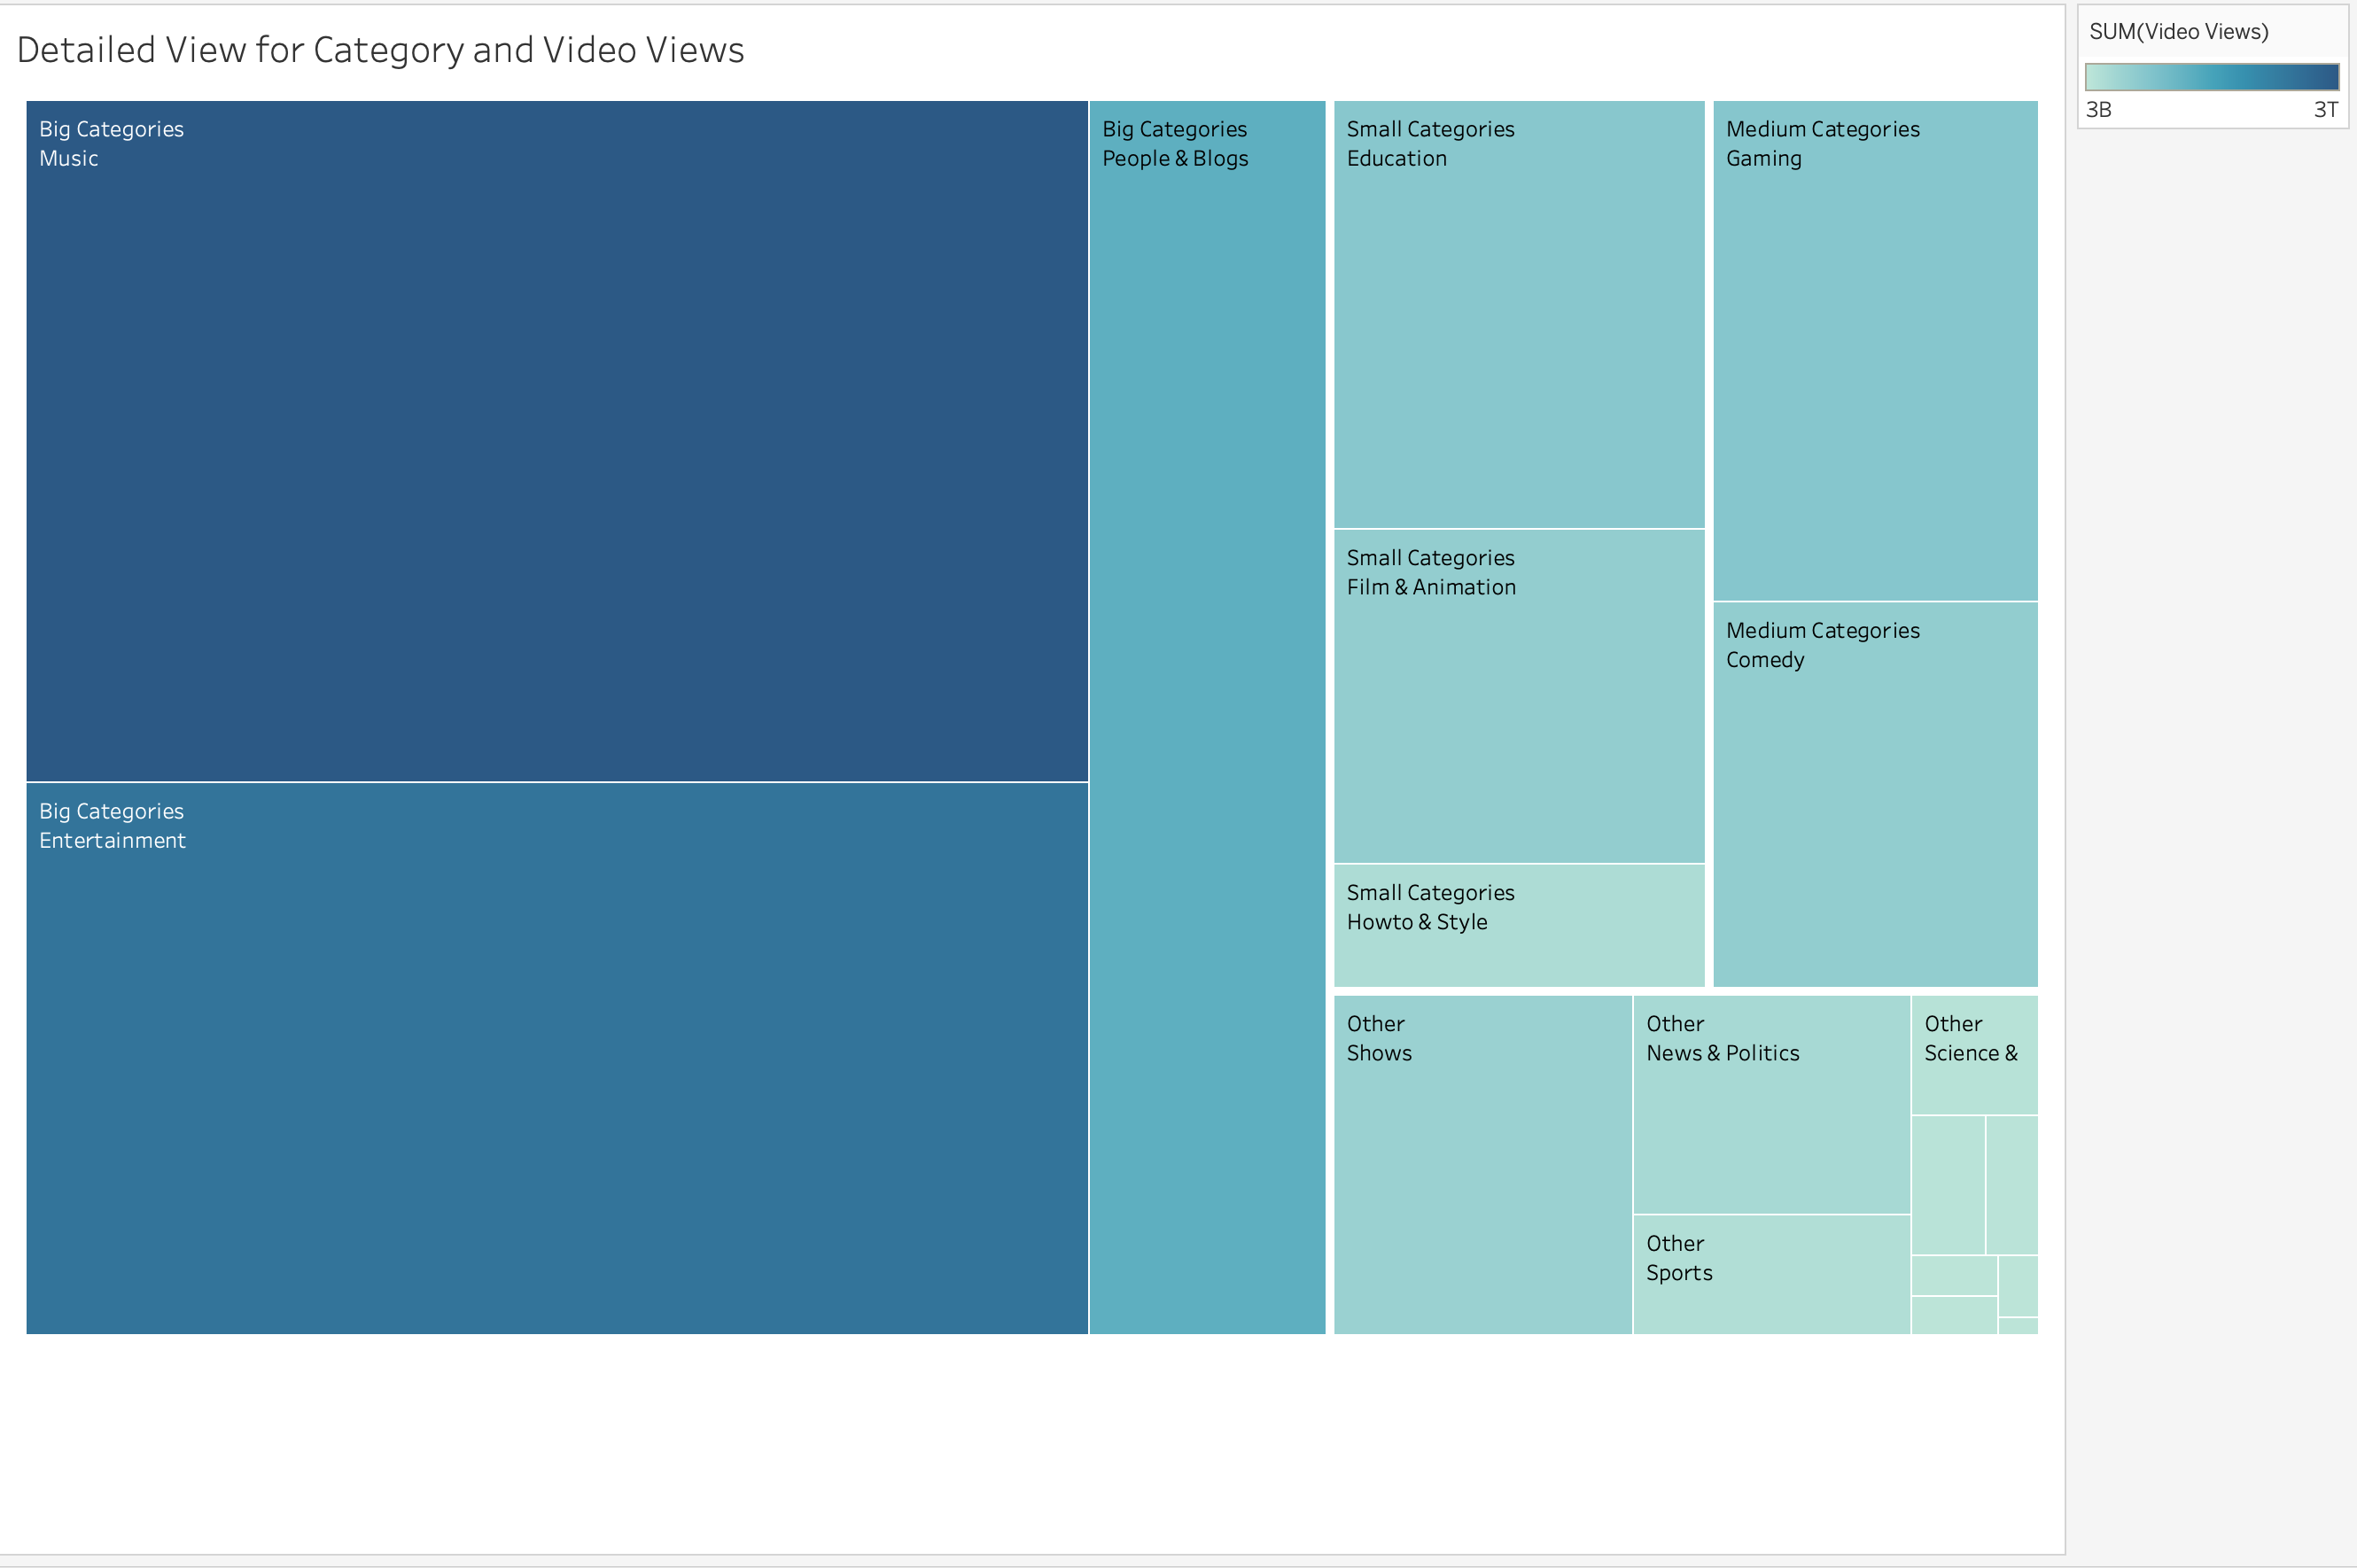 Detailed View for Category and Video Views
SUM(Video Views)
3B 3T
Big Categories
Music
Big Categories
People & Blogs
Small Categories
Education
Medium Categories
Gaming
Small Categories
Film & Animation
Medium Categories
Comedy
Big Categories
Entertainment
Small Categories
Howto & Style
Other
Shows
Other
News & Politics
Other
Science &
Other
Sports